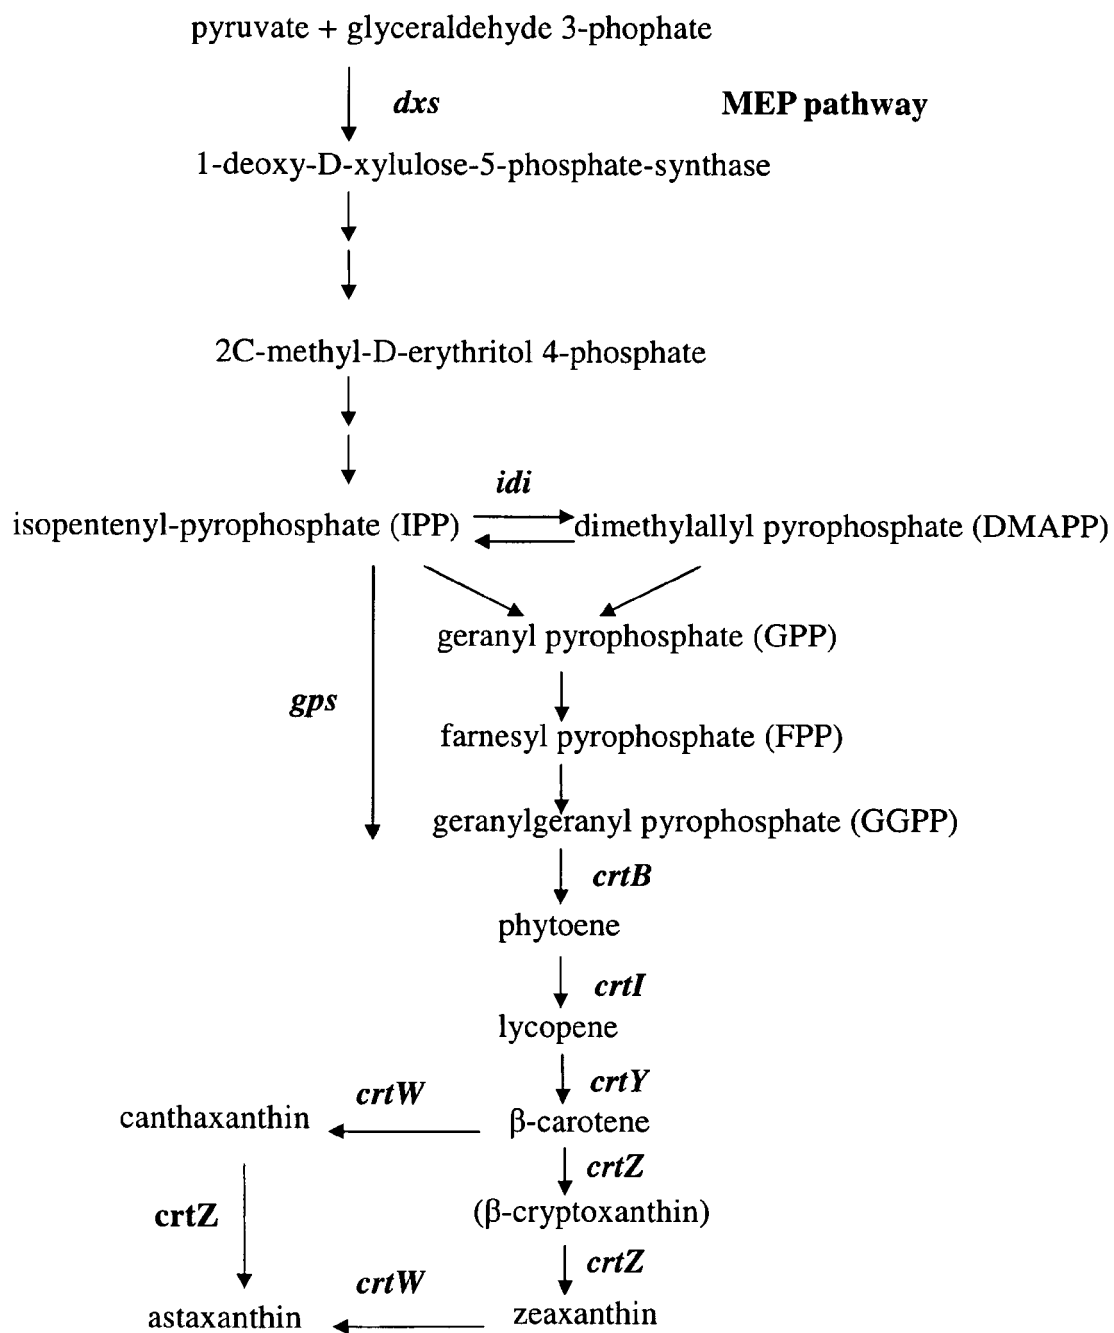 pyruvate + glyceraldehyde 3-phophate
dxs
MEP pathway
1-deoxy-D-xylulose-5-phosphate-synthase
2C-methyl-D-erythritol 4-phosphate
idi
isopentenyl-pyrophosphate (IPP)
dimethylallyl pyrophosphate (DMAPP)
geranyl pyrophosphate (GPP)
gps
farnesyl pyrophosphate (FPP)
geranylgeranyl pyrophosphate (GGPP)
crtB
phytoene
crtI
lycopene
crtY
crtW
canthaxanthin
β-carotene
crtZ
crtZ
(β-cryptoxanthin)
crtZ
crtW
astaxanthin
zeaxanthin